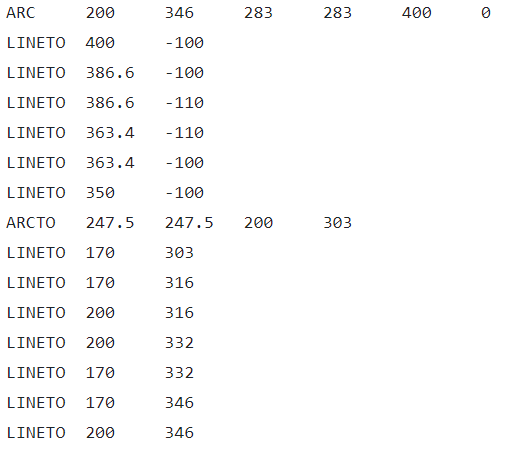 ARC 200 346 283 283 400 0
LINETO 400 -100
LINETO 386.6 -100
LINETO 386.6 -110
LINETO 363.4 -110
LINETO 363.4 -100
LINETO 350 -100
ARCTO 247.5 247.5 200 303
LINETO 170 303
LINETO 170 316
LINETO 200 316
LINETO 200 332
LINETO 170 332
LINETO 170 346
LINETO 200 346